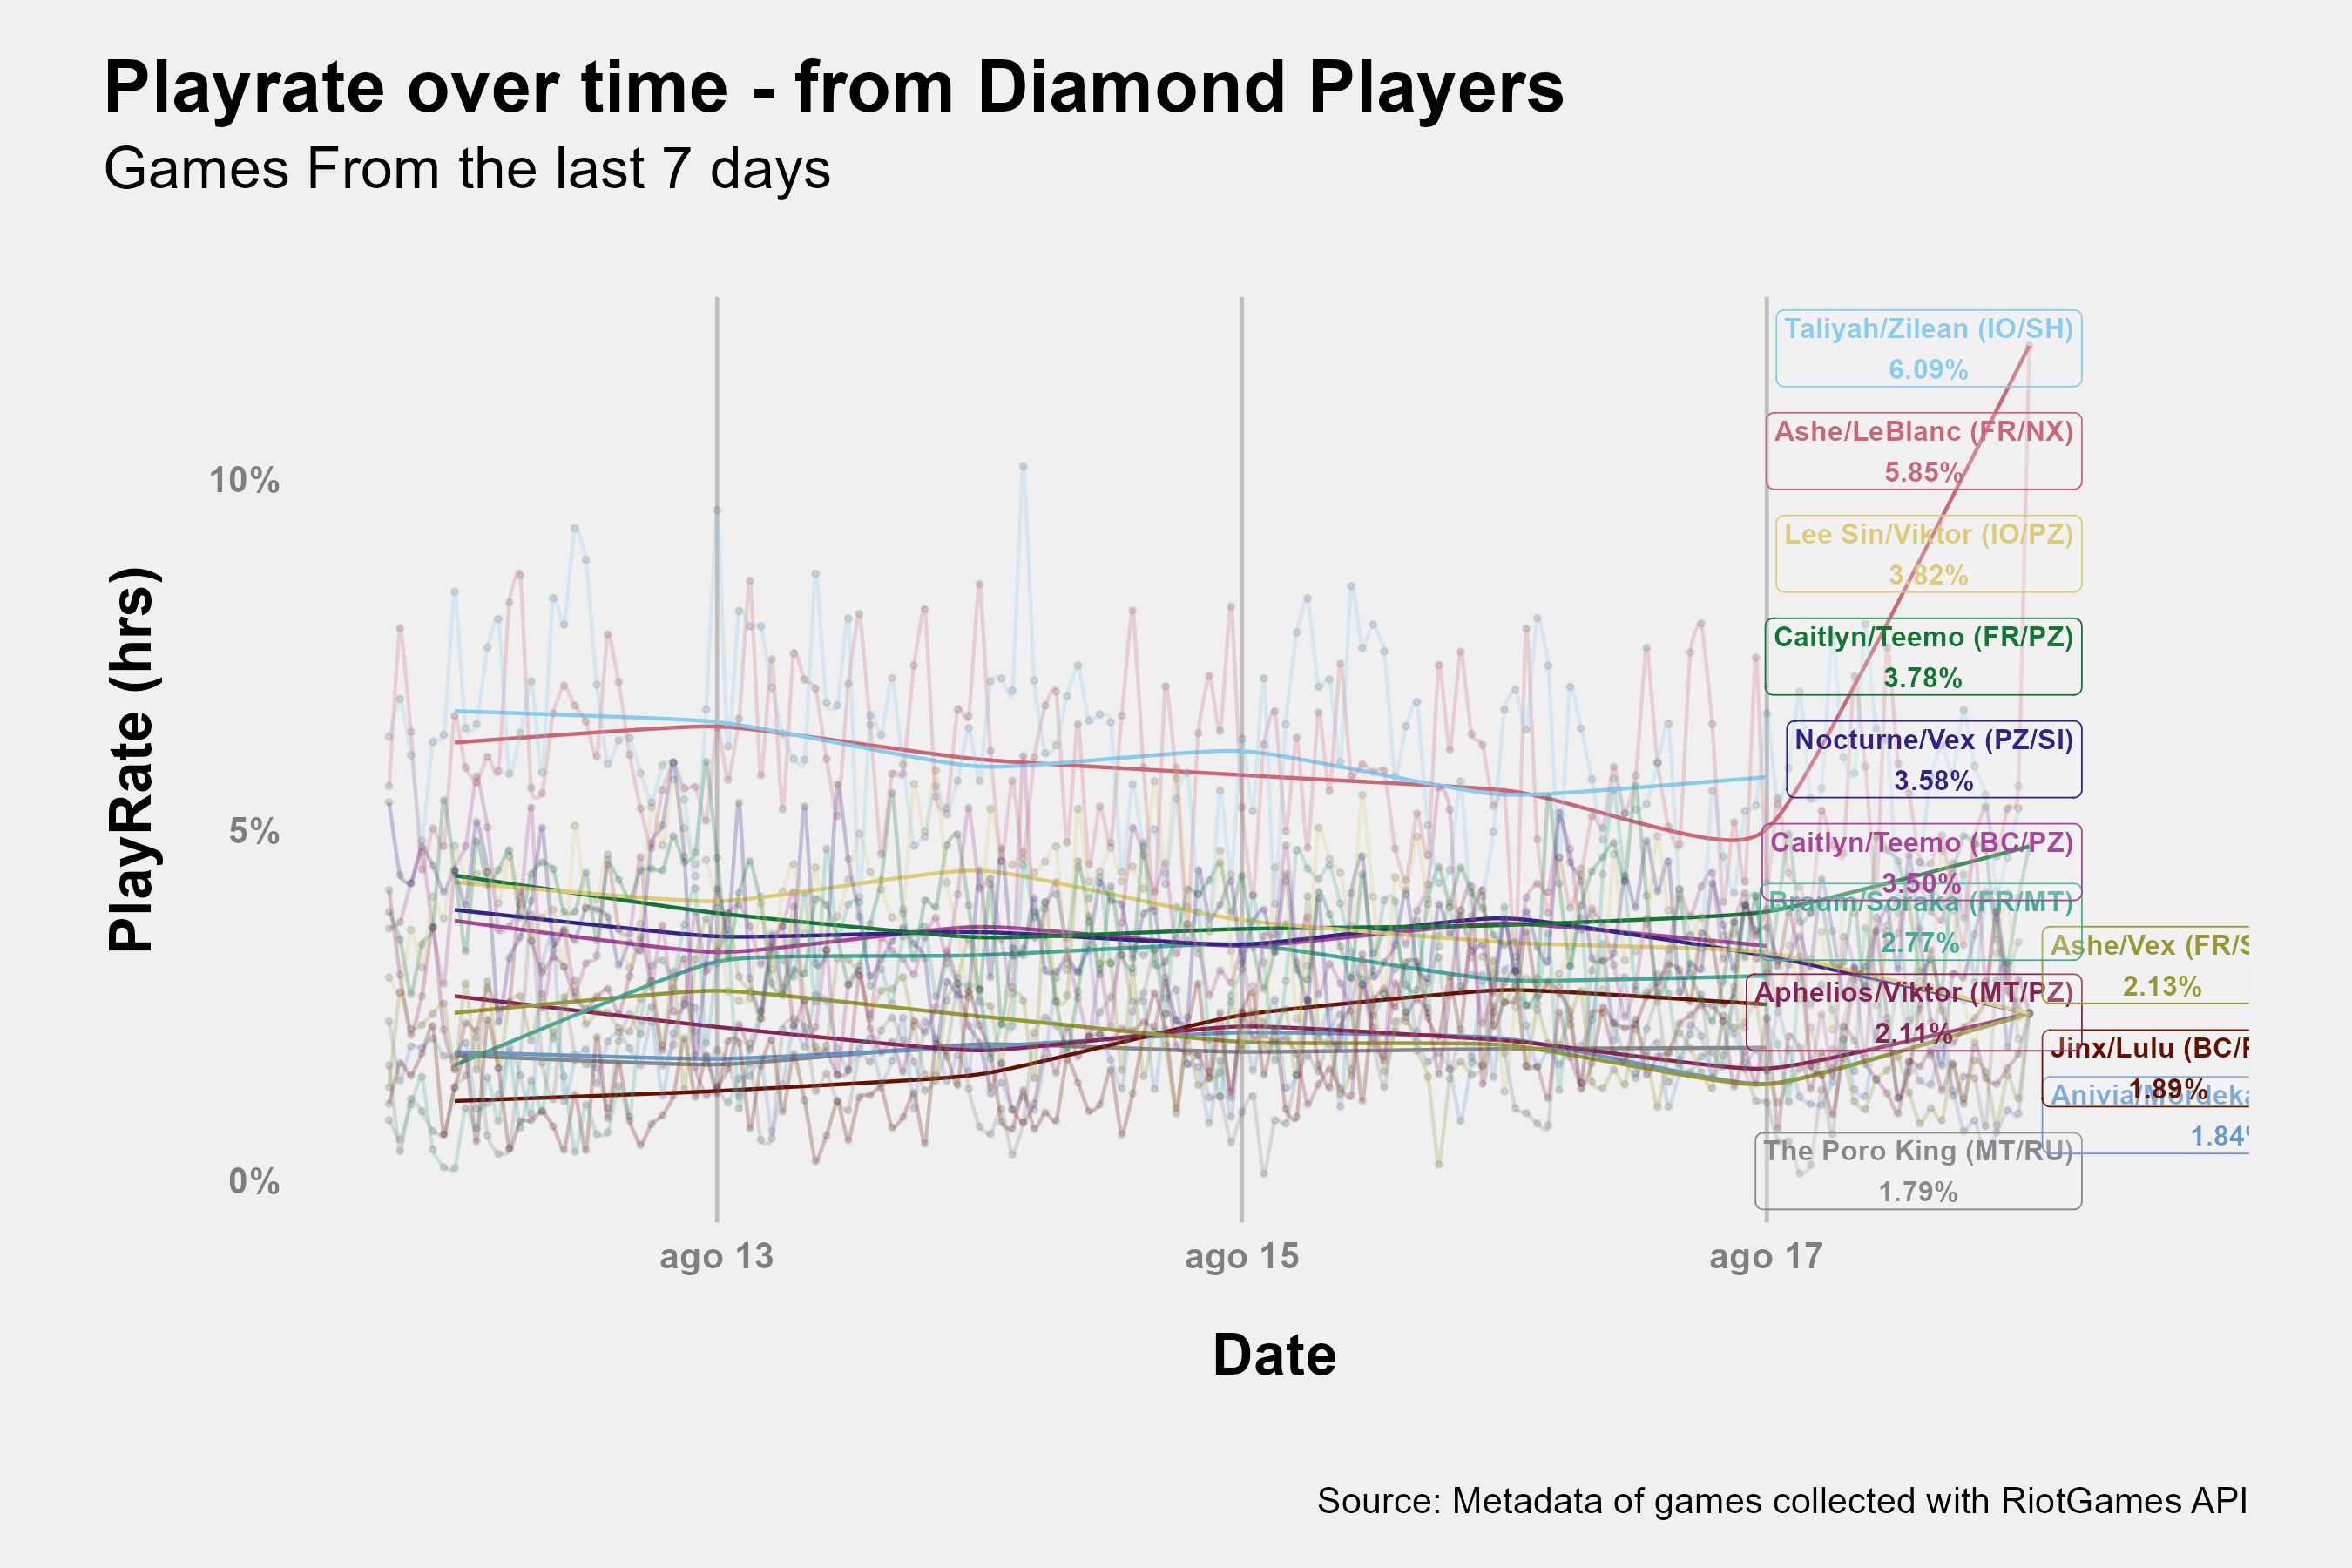 Playrate over time - from Diamond Players
Games From the last 7 days
PlayRate (hrs)
10%
5%
0%
Taliyah/Zilean (IO/SH)
6.09%
Ashe/LeBlanc (FR/NX)
5.85%
Lee Sin/Viktor (IO/PZ)
3.82%
Caitlyn/Teemo (FR/PZ)
3.78%
Nocturne/Vex (PZ/SI)
3.58%
Caitlyn/Teemo (BC/PZ)
3.50%
Braum/Soraka (FR/MT)
2.77%
Ashe/Vex (FR/S
2.13%
Aphelios/Viktor (MT/PZ)
2.11%
Jinx/Lulu (BC/
1.89%
Anivia/Mordeka
1.84%
The Poro King (MT/RU)
1.79%
ago 13
ago 15
ago 17
Date
Source: Metadata of games collected with RiotGames API